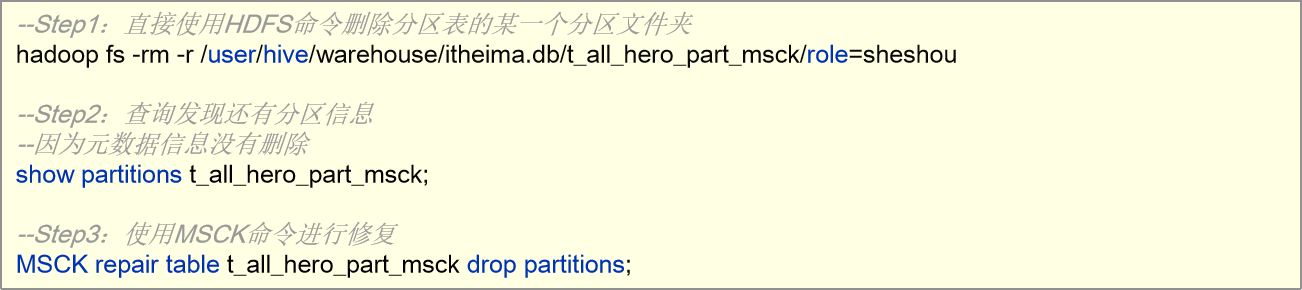 --Step1：直接使用HDFS命令删除分区表的某一个分区文件夹
hadoop fs -rm -r /user/hive/warehouse/itheima.db/t_all_hero_part_msck/role=sheshou
--Step2：查询发现还有分区信息
--因为元数据信息没有删除
show partitions t_all_hero_part_msck;
--Step3：使用MSCK命令进行修复
MSCK repair table t_all_hero_part_msck drop partitions;